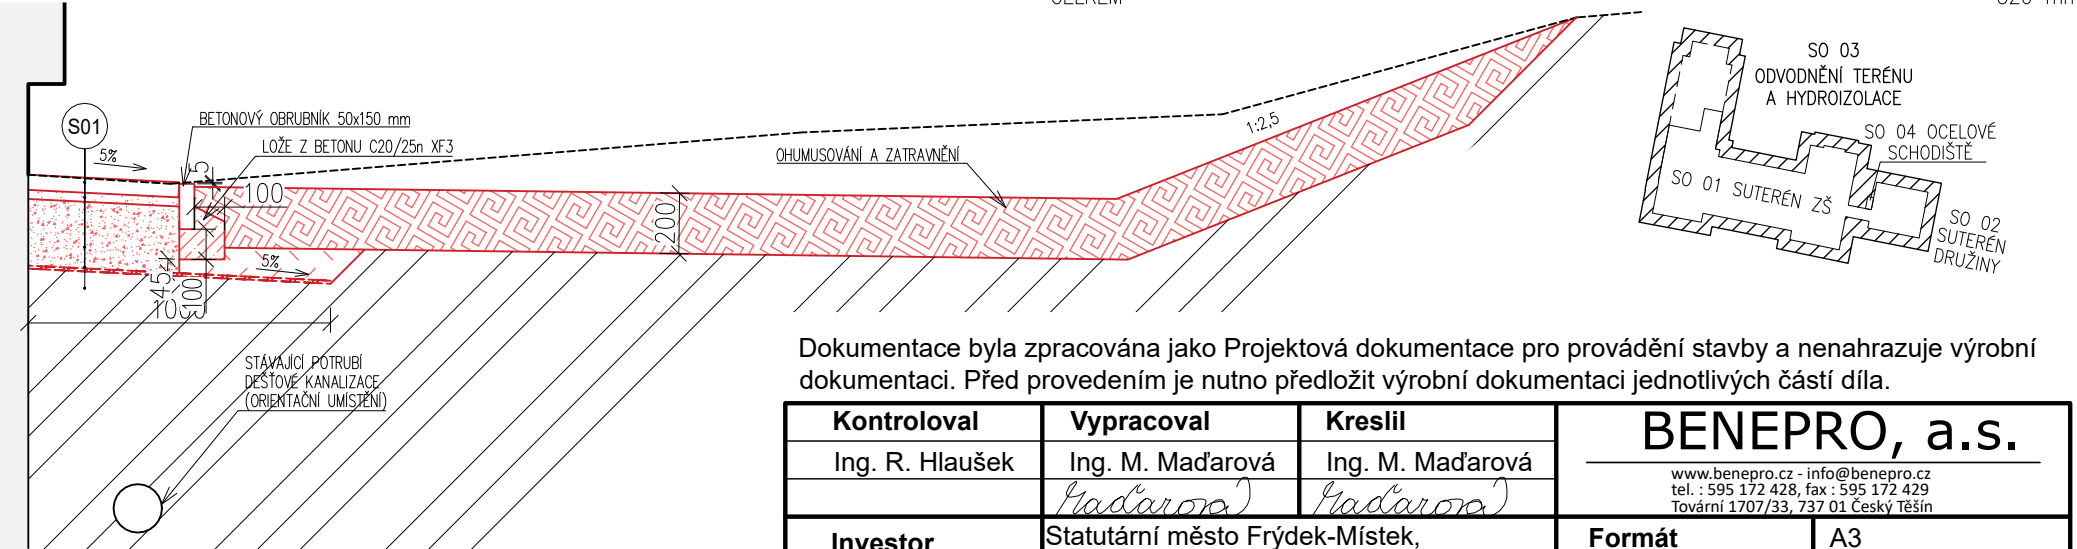 SO 03
ODVODNĚNÍ TERÉNU
A HYDROIZOLACE
SO 04 OCELOVÉ
SCHODIŠTĚ
SO 01 SUTERÉN ZŠ
SO 02
SUTERÉN
DRUŽINY
S01
5%
BETONOVÝ OBRUBNÍK 50x150 mm
LOŽE Z BETONU C20/25n XF3
OHUMUSOVÁNÍ A ZATRAVNĚNÍ
1:2,5
100
200
5%
45
100
STÁVAJÍCÍ POTRUBÍ
DEŠŤOVÉ KANALIZACE
(ORIENTAČNÍ UMÍSTĚNÍ)
Dokumentace byla zpracována jako Projektová dokumentace pro provádění stavby a nenahrazuje výrobní
dokumentaci. Před provedením je nutno předložit výrobní dokumentaci jednotlivých částí díla.
Kontroloval Vypracoval Kreslil
Ing. R. Hlaušek Ing. M. Maďarová Ing. M. Maďarová
Maďarová Maďarová
BENEPRO, a.s.
www.benepro.cz - info@benepro.cz
tel. : 595 172 428, fax : 595 172 429
Tovární 1707/33, 737 01 Český Těšín
Investor Statutární město Frýdek-Místek,
Formát A3